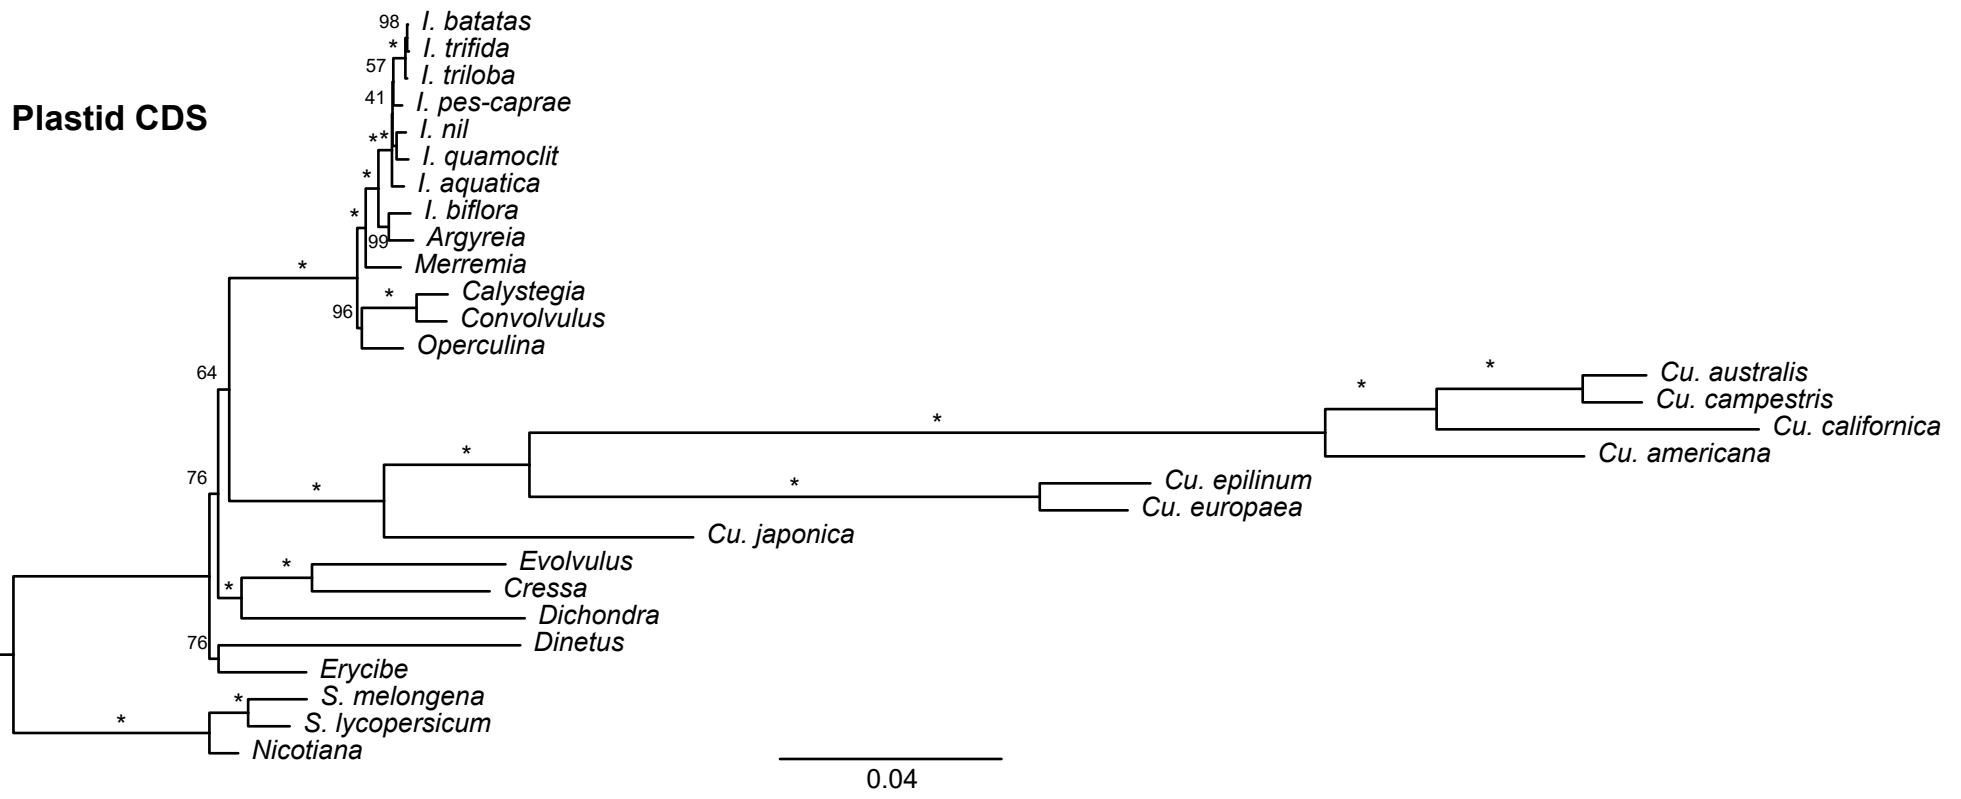 98 I. batatas
* I. trifida
57 I. triloba
41 I. pes-caprae
Plastid CDS
I. nil
**
I. quamoclit
* I. aquatica
* I. biflora
99 Argyreia
* Merremia
* Calystegia
96 Convolvulus
Operculina
64 * * Cu. australis
Cu. campestris
* Cu. californica
* Cu. americana
76 * * Cu. epilinum
Cu. europaea
Cu. japonica
* Evolvulus
* Cressa
Dichondra
76 Dinetus
Erycibe
* S. melongena
* S. lycopersicum
Nicotiana
0.04